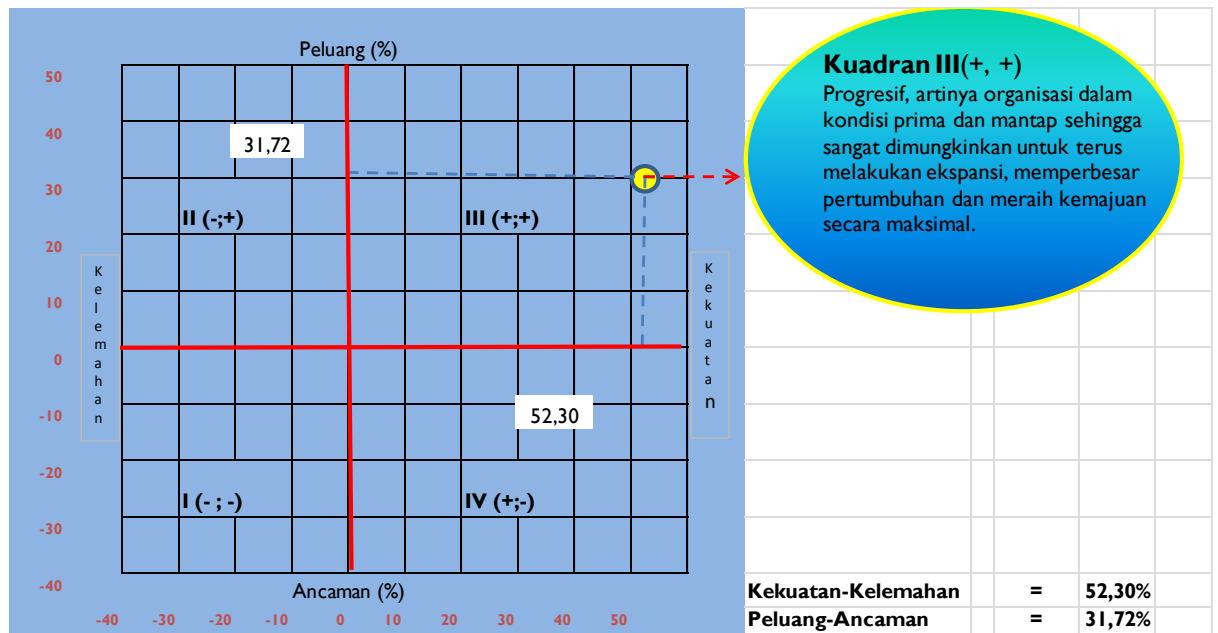 Peluang (%)
50
40
30
20
10
0
-10
-20
-30
-40
31,72
II (-;+)
III (+;+)
Kelemahan
Kekuatan
52,30
I (- ; -)
IV (+;-)
Ancaman (%)
-40 -30 -20 -10 0 10 20 30 40 50
Kuadran III(+, +)
Progresif, artinya organisasi dalam
kondisi prima dan mantap sehingga
sangat dimungkinkan untuk terus
melakukan ekspansi, memperbesar
pertumbuhan dan meraih kemajuan
secara maksimal.
Kekuatan-Kelemahan = 52,30%
Peluang-Ancaman = 31,72%